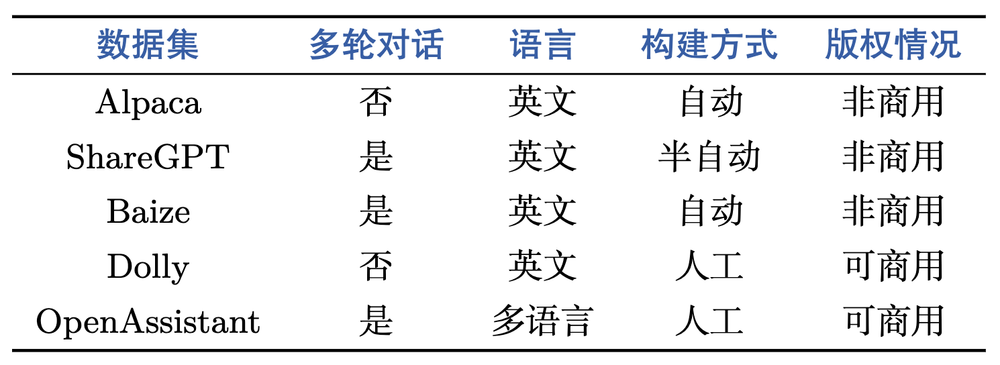 数据集 多轮对话 语言 构建方式 版权情况
Alpaca 否 英文 自动 非商用
ShareGPT 是 英文 半自动 非商用
Baize 是 英文 自动 非商用
Dolly 否 英文 人工 可商用
OpenAssistant 是 多语言 人工 可商用